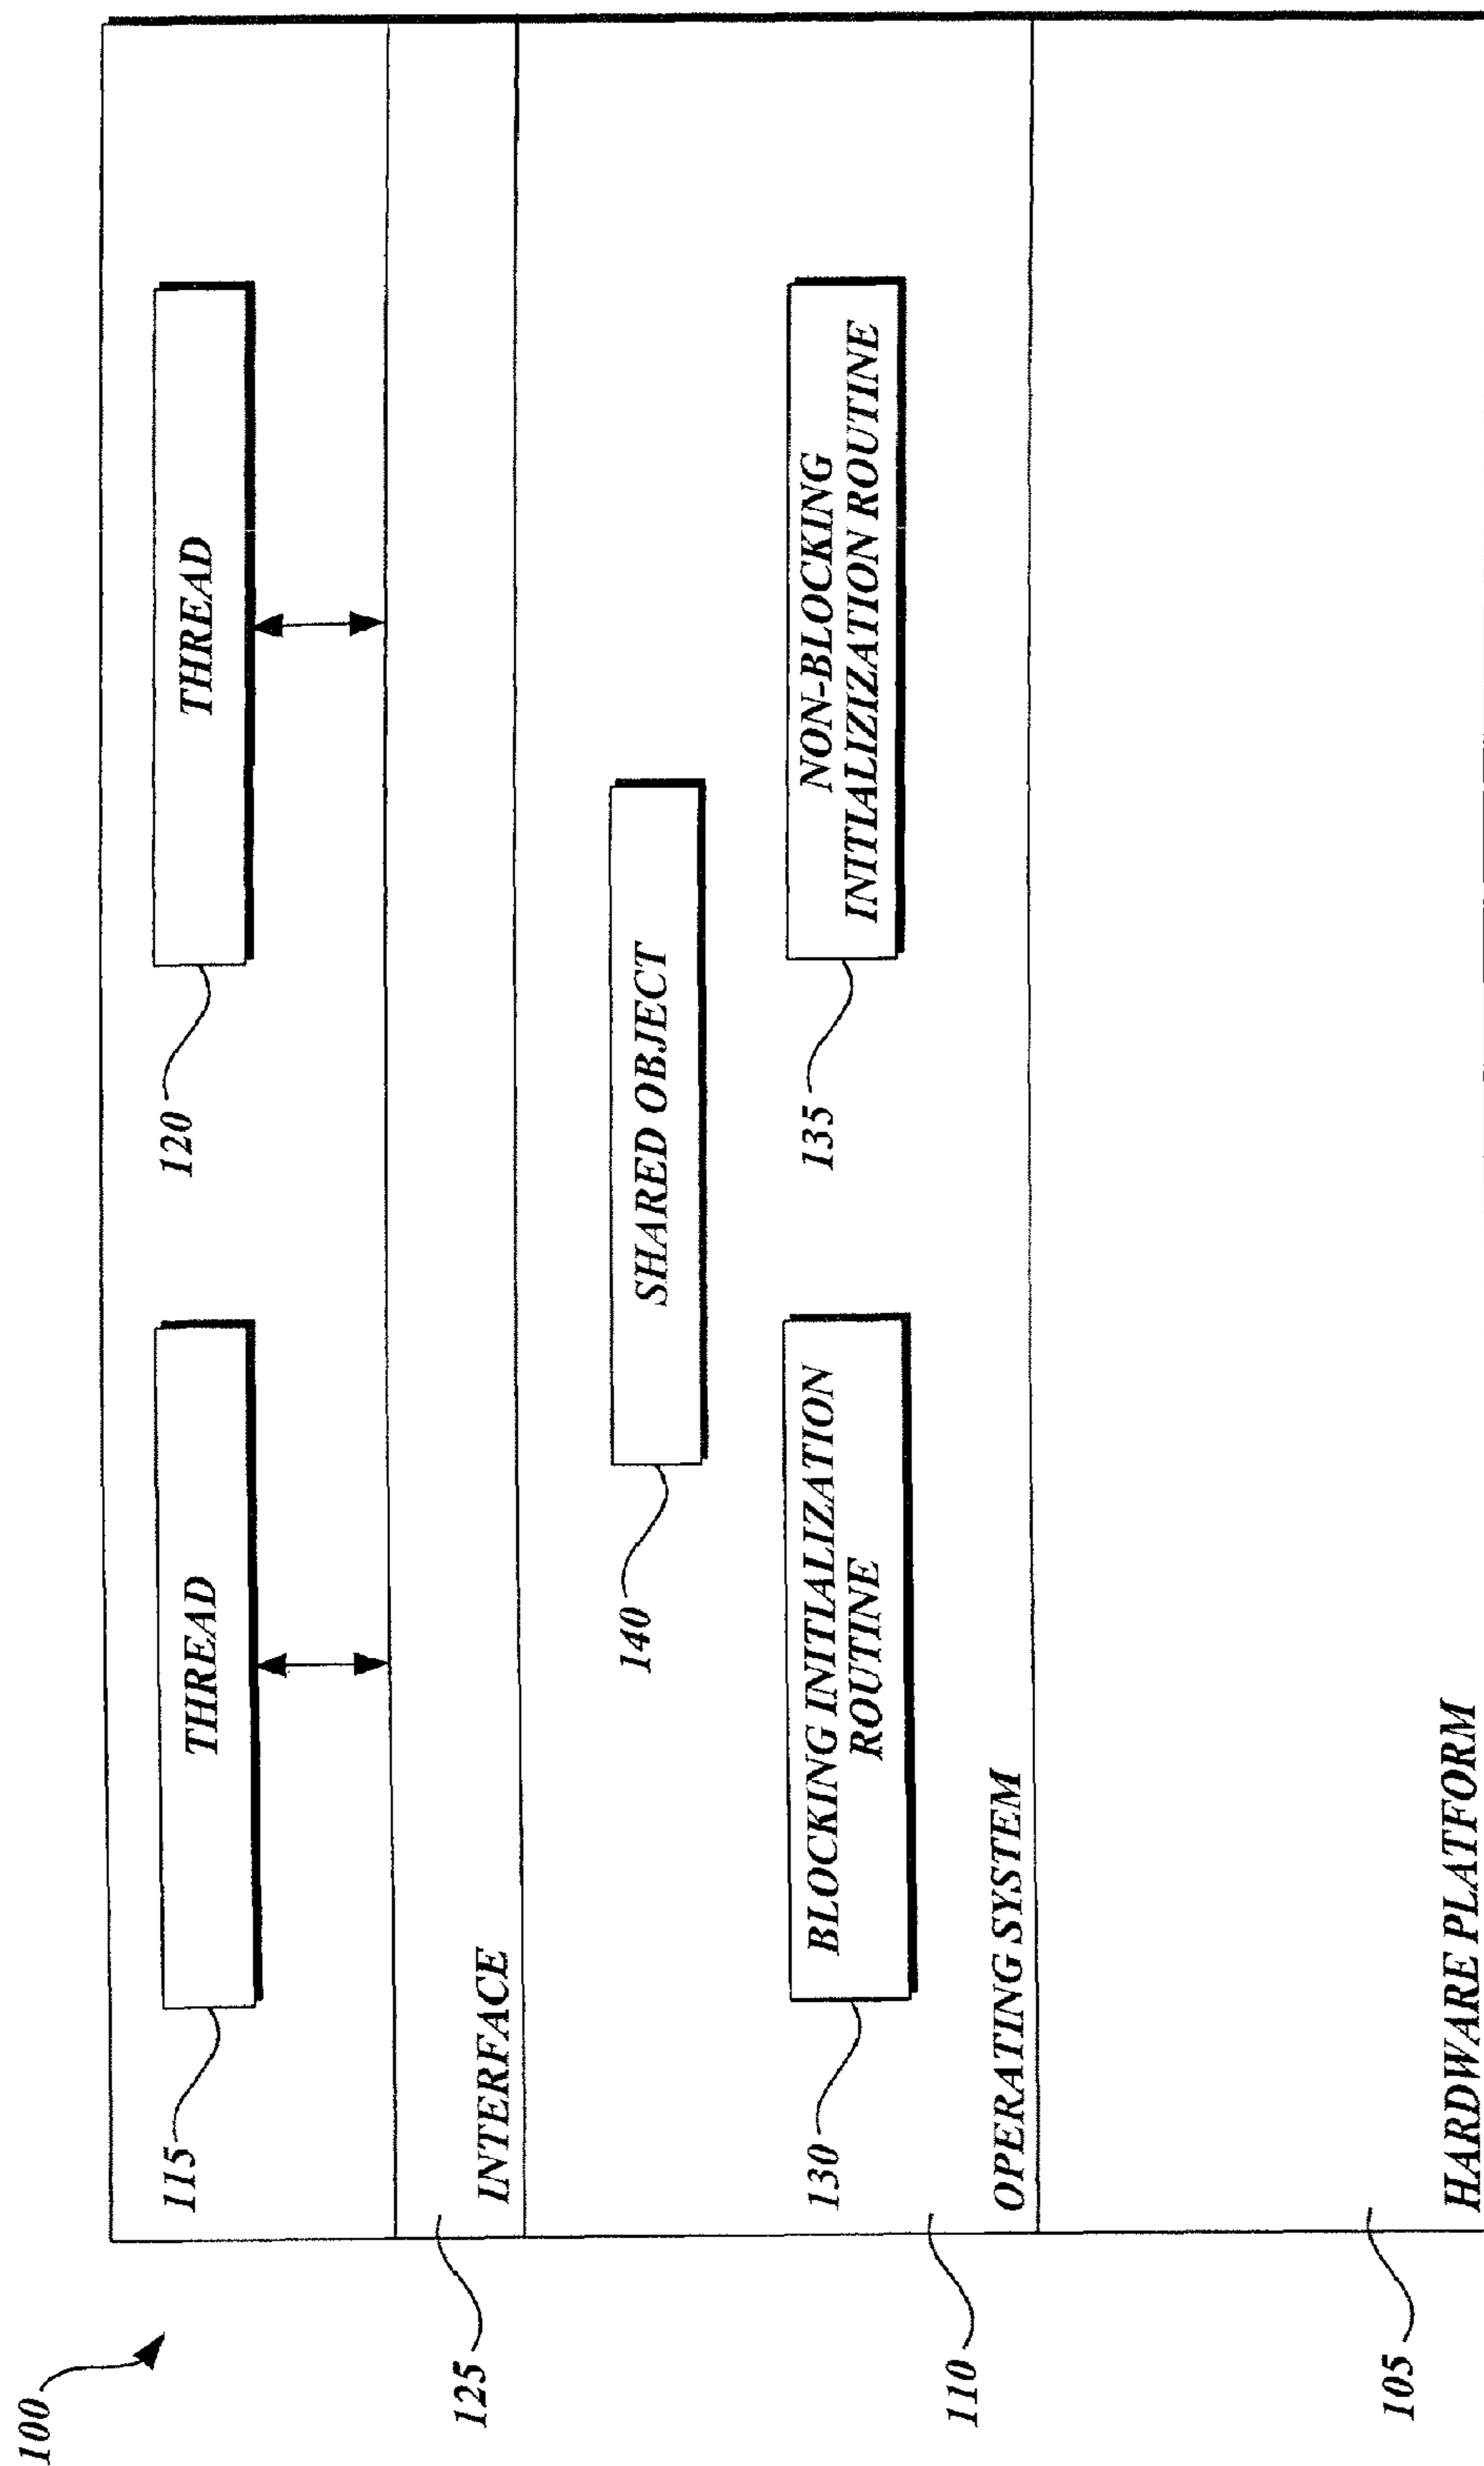 100
115
THREAD
120
THREAD
125
INTERFACE
140
SHARED OBJECT
130
BLOCKING INITIALIZATION
ROUTINE
135
NON-BLOCKING
INITIALIZIZATION ROUTINE
110
OPERATING SYSTEM
105
HARDWARE PLATFORM